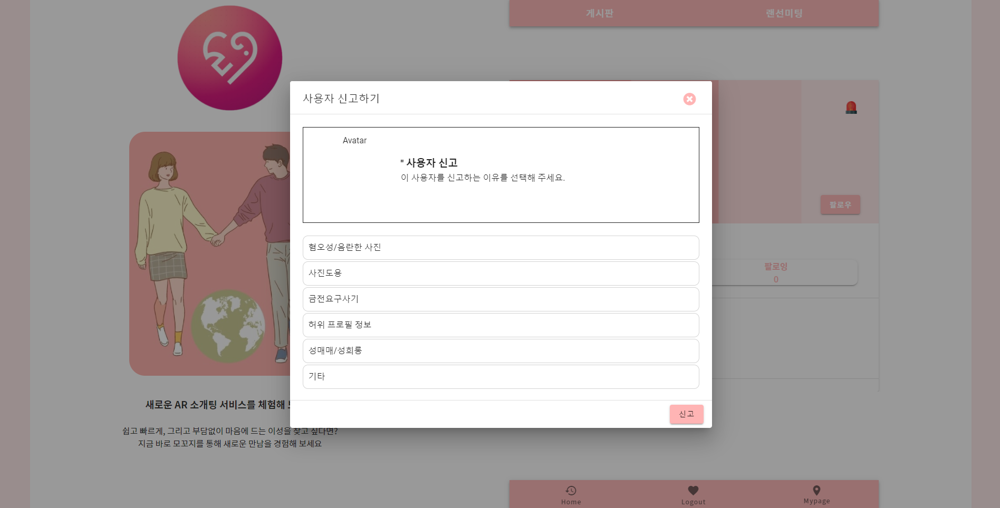 게시판
랜선미팅
사용자 신고하기
Avatar
" 사용자 신고
이 사용자를 신고하는 이유를 선택해 주세요.
팔로우
혐오성/음란한 사진
사진도용
금전요구사기
허위 프로필 정보
성매매/성희롱
기타
팔로잉
0
신고
새로운 AR 소개팅 서비스를 체험해
쉽고 빠르게, 그리고 부담없이 마음에 드는 이성을 찾고 싶다면?
지금 바로 모꼬지를 통해 새로운 만남을 경험해 보세요
Home
Logout
Mypage